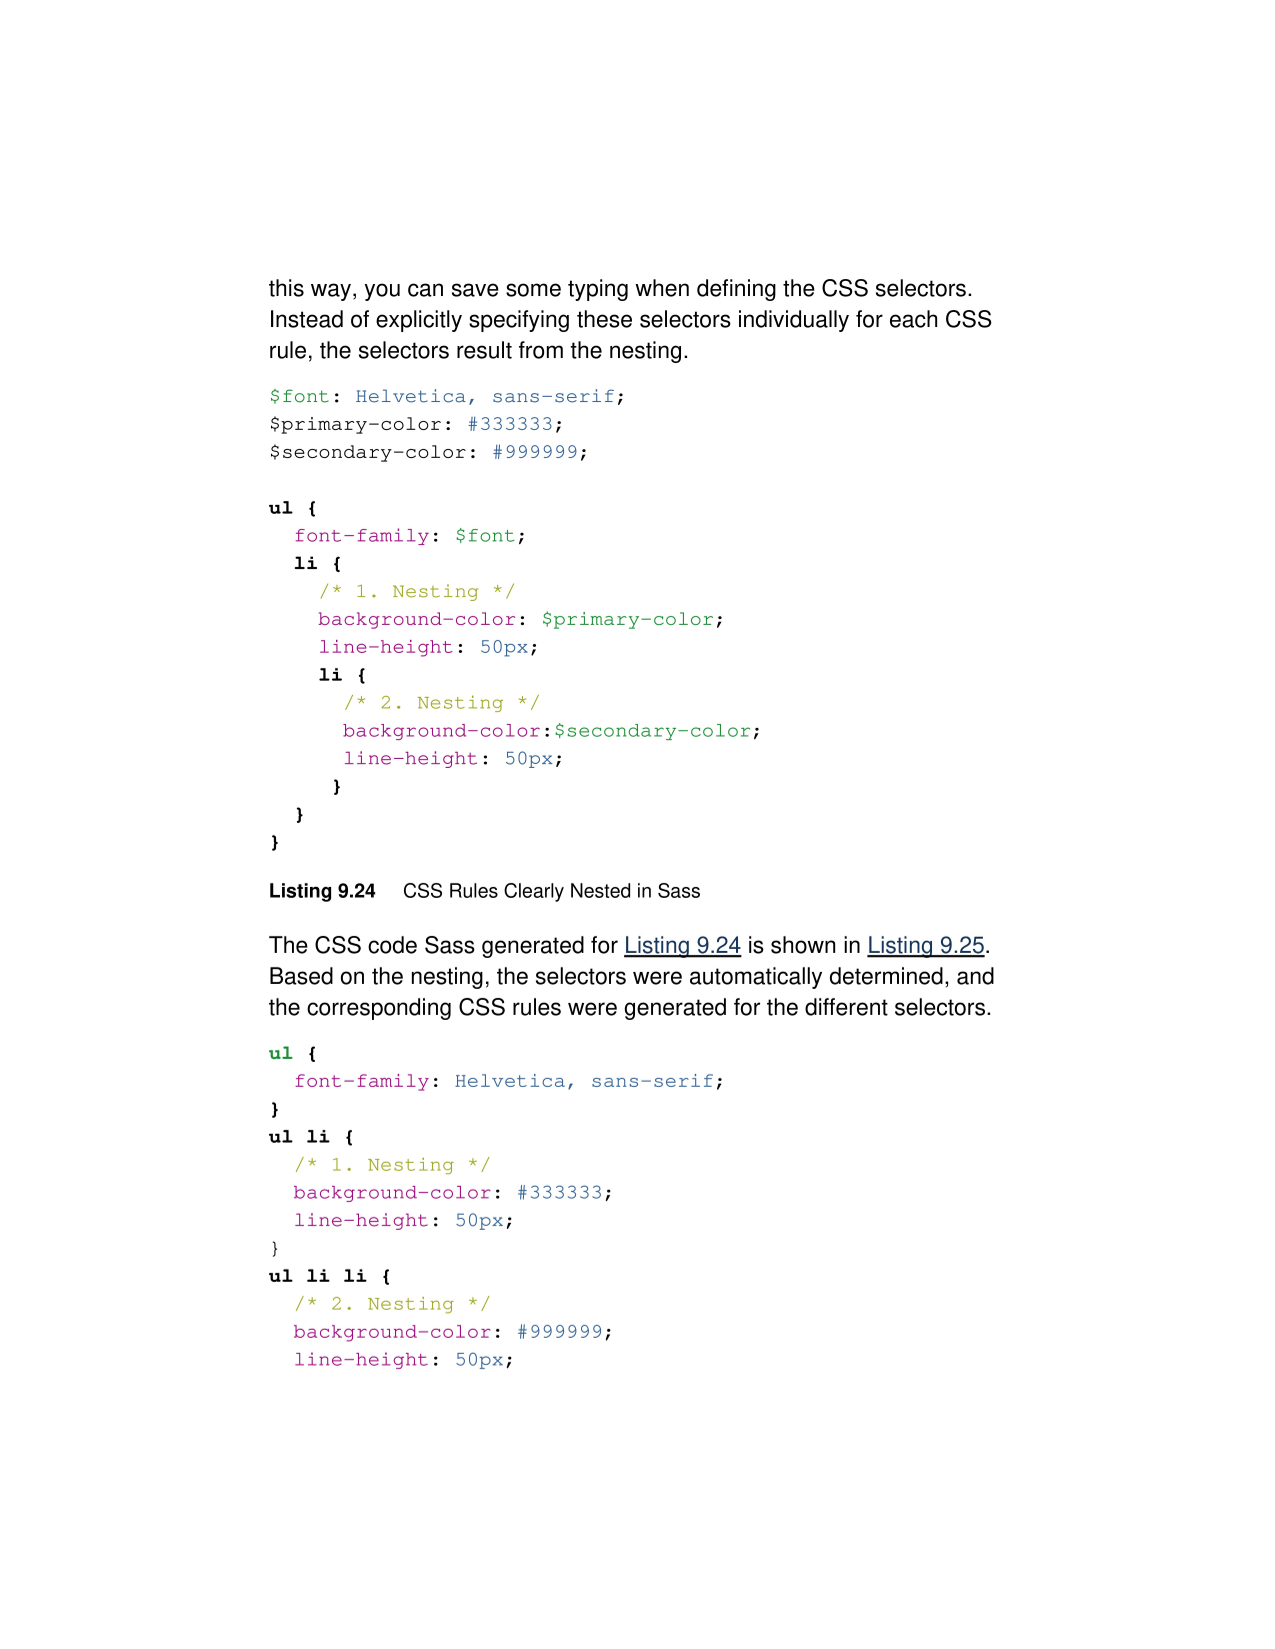 this way, you can save some typing when defining the CSS selectors.
Instead of explicitly specifying these selectors individually for each CSS
rule, the selectors result from the nesting.
$font: Helvetica, sans-serif;
$primary-color: #333333;
$secondary-color: #999999;
ul {
  font-family: $font;
  li {
    /* 1. Nesting */
    background-color: $primary-color;
    line-height: 50px;
    li {
      /* 2. Nesting */
      background-color:$secondary-color;
      line-height: 50px;
     }
  }
}
Listing 9.24 CSS Rules Clearly Nested in Sass
The CSS code Sass generated for Listing 9.24 is shown in Listing 9.25.
Based on the nesting, the selectors were automatically determined, and
the corresponding CSS rules were generated for the different selectors.
ul {
  font-family: Helvetica, sans-serif;
}
ul li {
  /* 1. Nesting */
  background-color: #333333;
  line-height: 50px;
}
ul li li {
  /* 2. Nesting */
  background-color: #999999;
  line-height: 50px;